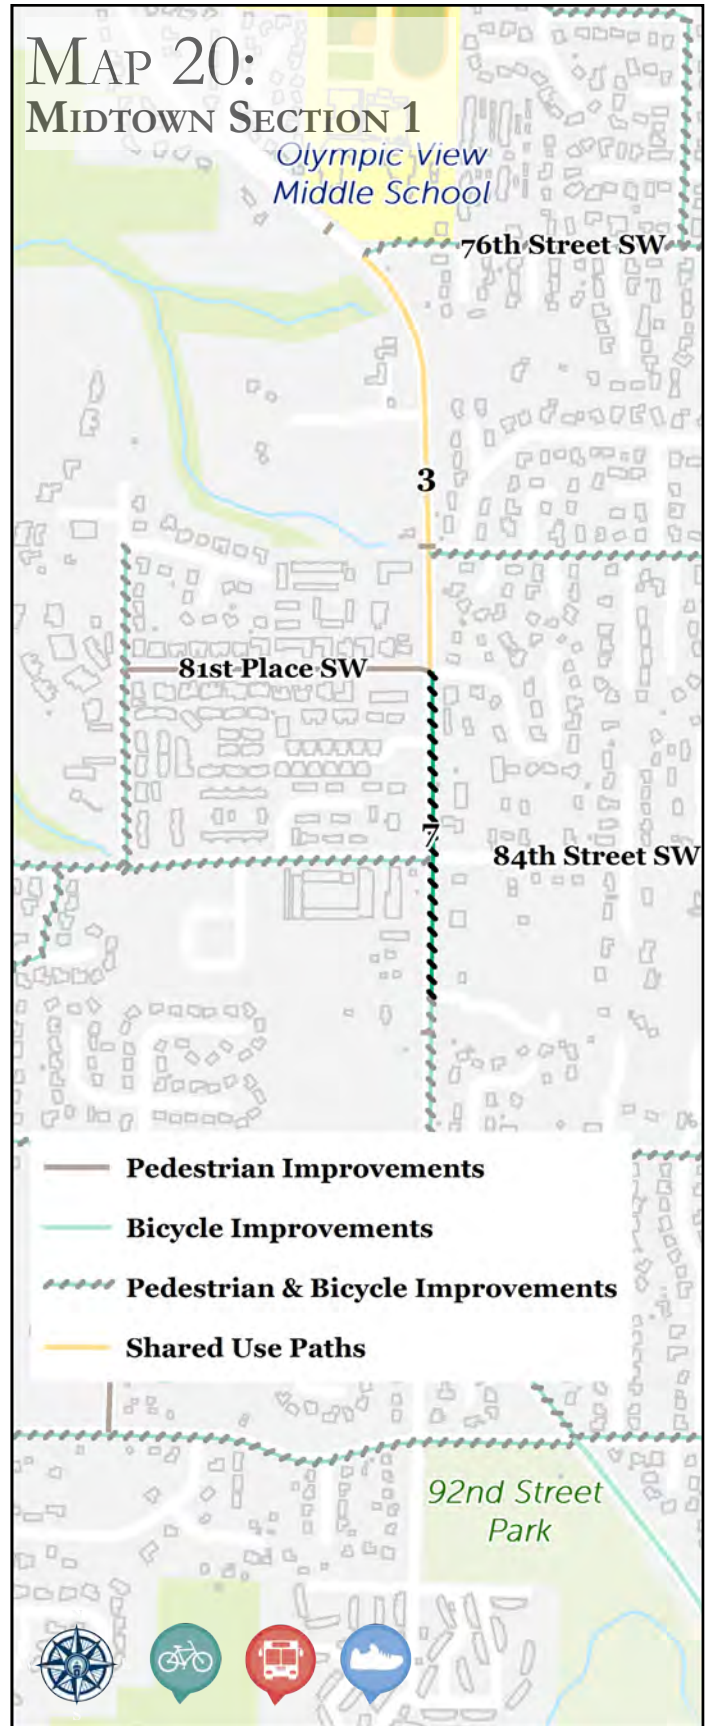 MAP 20:
MIDTOWN SECTION 1
Olympic View
Middle School
76th Street SW
3
81st Place SW
7
84th Street SW
Pedestrian Improvements
Bicycle Improvements
Pedestrian & Bicycle Improvements
Shared Use Paths
92nd Street
Park